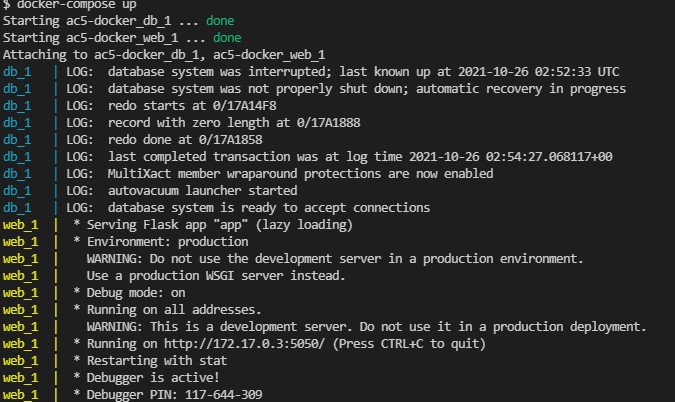 $ docker-compose up
Starting ac5-docker_db_1 ... done
Starting ac5-docker_web_1 ... done
Attaching to ac5-docker_db_1, ac5-docker_web_1
db_1   | LOG:  database system was interrupted; last known up at 2021-10-26 02:52:33 UTC
db_1   | LOG:  database system was not properly shut down; automatic recovery in progress
db_1   | LOG:  redo starts at 0/17A14F8
db_1   | LOG:  record with zero length at 0/17A1888
db_1   | LOG:  redo done at 0/17A1858
db_1   | LOG:  last completed transaction was at log time 2021-10-26 02:54:27.068117+00
db_1   | LOG:  MultiXact member wraparound protections are now enabled
db_1   | LOG:  autovacuum launcher started
db_1   | LOG:  database system is ready to accept connections
web_1  |  * Serving Flask app "app" (lazy loading)
web_1  |  * Environment: production
web_1  |    WARNING: Do not use the development server in a production environment.
web_1  |    Use a production WSGI server instead.
web_1  |  * Debug mode: on
web_1  |  * Running on all addresses.
web_1  |    WARNING: This is a development server. Do not use it in a production deployment.
web_1  |  * Running on http://172.17.0.3:5050/ (Press CTRL+C to quit)
web_1  |  * Restarting with stat
web_1  |  * Debugger is active!
web_1  |  * Debugger PIN: 117-644-309